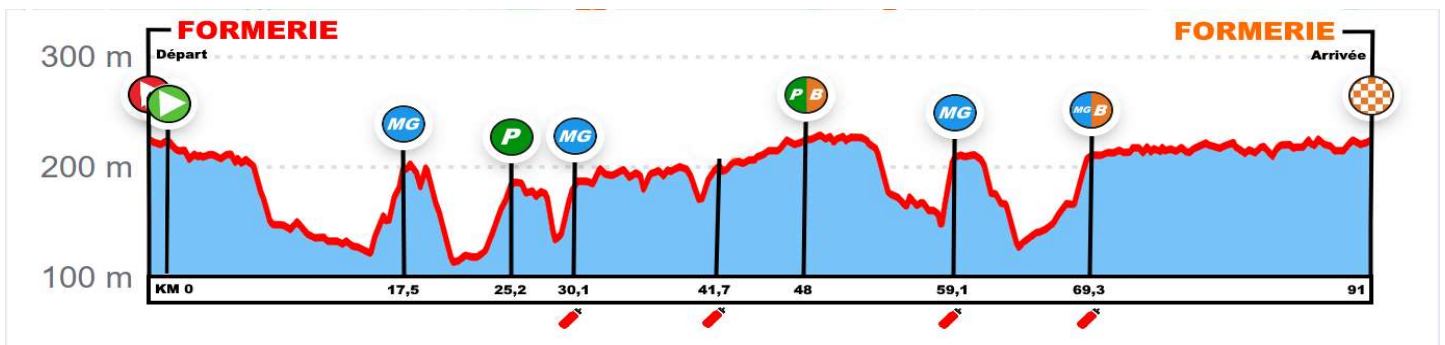 FORMERIE
FORMERIE
300 m
Départ
Arrivée
P B
MG
MG
MG B
P
MG
200 m
100 m
KM 0
17,5
25,2
30,1
41,7
48
59,1
69,3
91